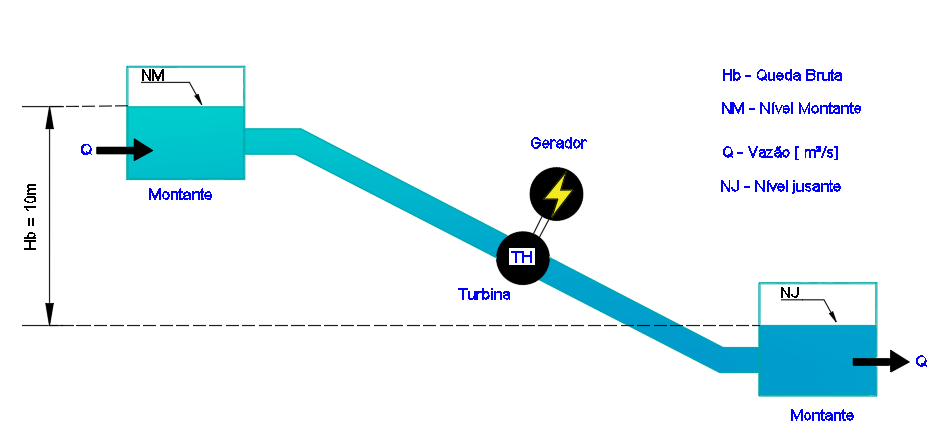 NM
Hb - Queda Bruta
NM - Nível Montante
Q
Gerador
Q - Vazão [ m³/s]
NJ - Nível jusante
Montante
Hb = 10m
TH
Turbina
NJ
Q
Montante